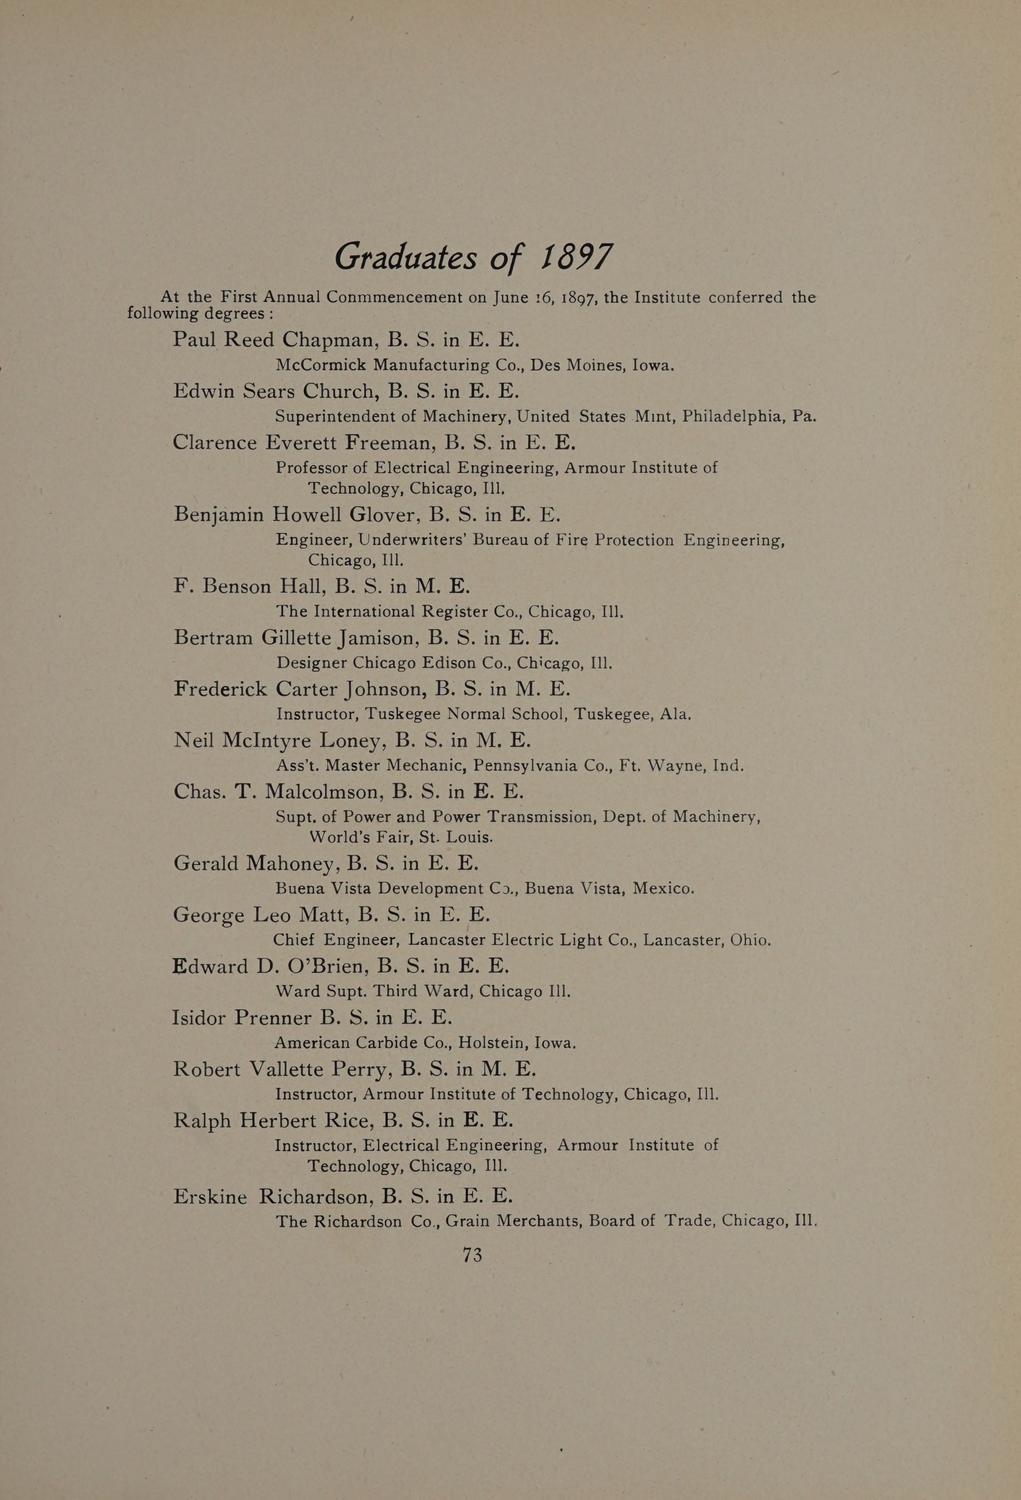 Graduates of 1897
At the First Annual Conmmencement on June 16, 1897, the Institute conferred the
following degrees:
Paul Reed Chapman, B. S. in E. E.
McCormick Manufacturing Co., Des Moines, Iowa.
Edwin Sears Church, B. S. in E. E.
Superintendent of Machinery, United States Mint, Philadelphia, Pa.
Clarence Everett Freeman, B. S. in E. E.
Professor of Electrical Engineering, Armour Institute of
Technology, Chicago, Ill.
Benjamin Howell Glover, B. S. in E. E.
Engineer, Underwriters' Bureau of Fire Protection Engineering,
Chicago, Ill.
F. Benson Hall, B. S. in M. E.
The International Register Co., Chicago, Ill.
Bertram Gillette Jamison, B. S. in E. E.
Designer Chicago Edison Co., Chicago, Ill.
Frederick Carter Johnson, B. S. in M. E.
Instructor, Tuskegee Normal School, Tuskegee, Ala.
Neil McIntyre Loney, B. S. in M. E.
Ass't. Master Mechanic, Pennsylvania Co., Ft. Wayne, Ind.
Chas. T. Malcolmson, B. S. in E. E.
Supt. of Power and Power Transmission, Dept. of Machinery,
World's Fair, St. Louis.
Gerald Mahoney, B. S. in E. E.
Buena Vista Development Co., Buena Vista, Mexico.
George Leo Matt, B. S. in E. E.
Chief Engineer, Lancaster Electric Light Co., Lancaster, Ohio.
Edward D. O'Brien, B. S. in E. E.
Ward Supt. Third Ward, Chicago Ill.
Isidor Prenner B. S. in E. E.
American Carbide Co., Holstein, Iowa.
Robert Vallette Perry, B. S. in M. E.
Instructor, Armour Institute of Technology, Chicago, Ill.
Ralph Herbert Rice, B. S. in E. E.
Instructor, Electrical Engineering, Armour Institute of
Technology, Chicago, Ill.
Erskine Richardson, B. S. in E. E.
The Richardson Co., Grain Merchants, Board of Trade, Chicago, Ill.
73